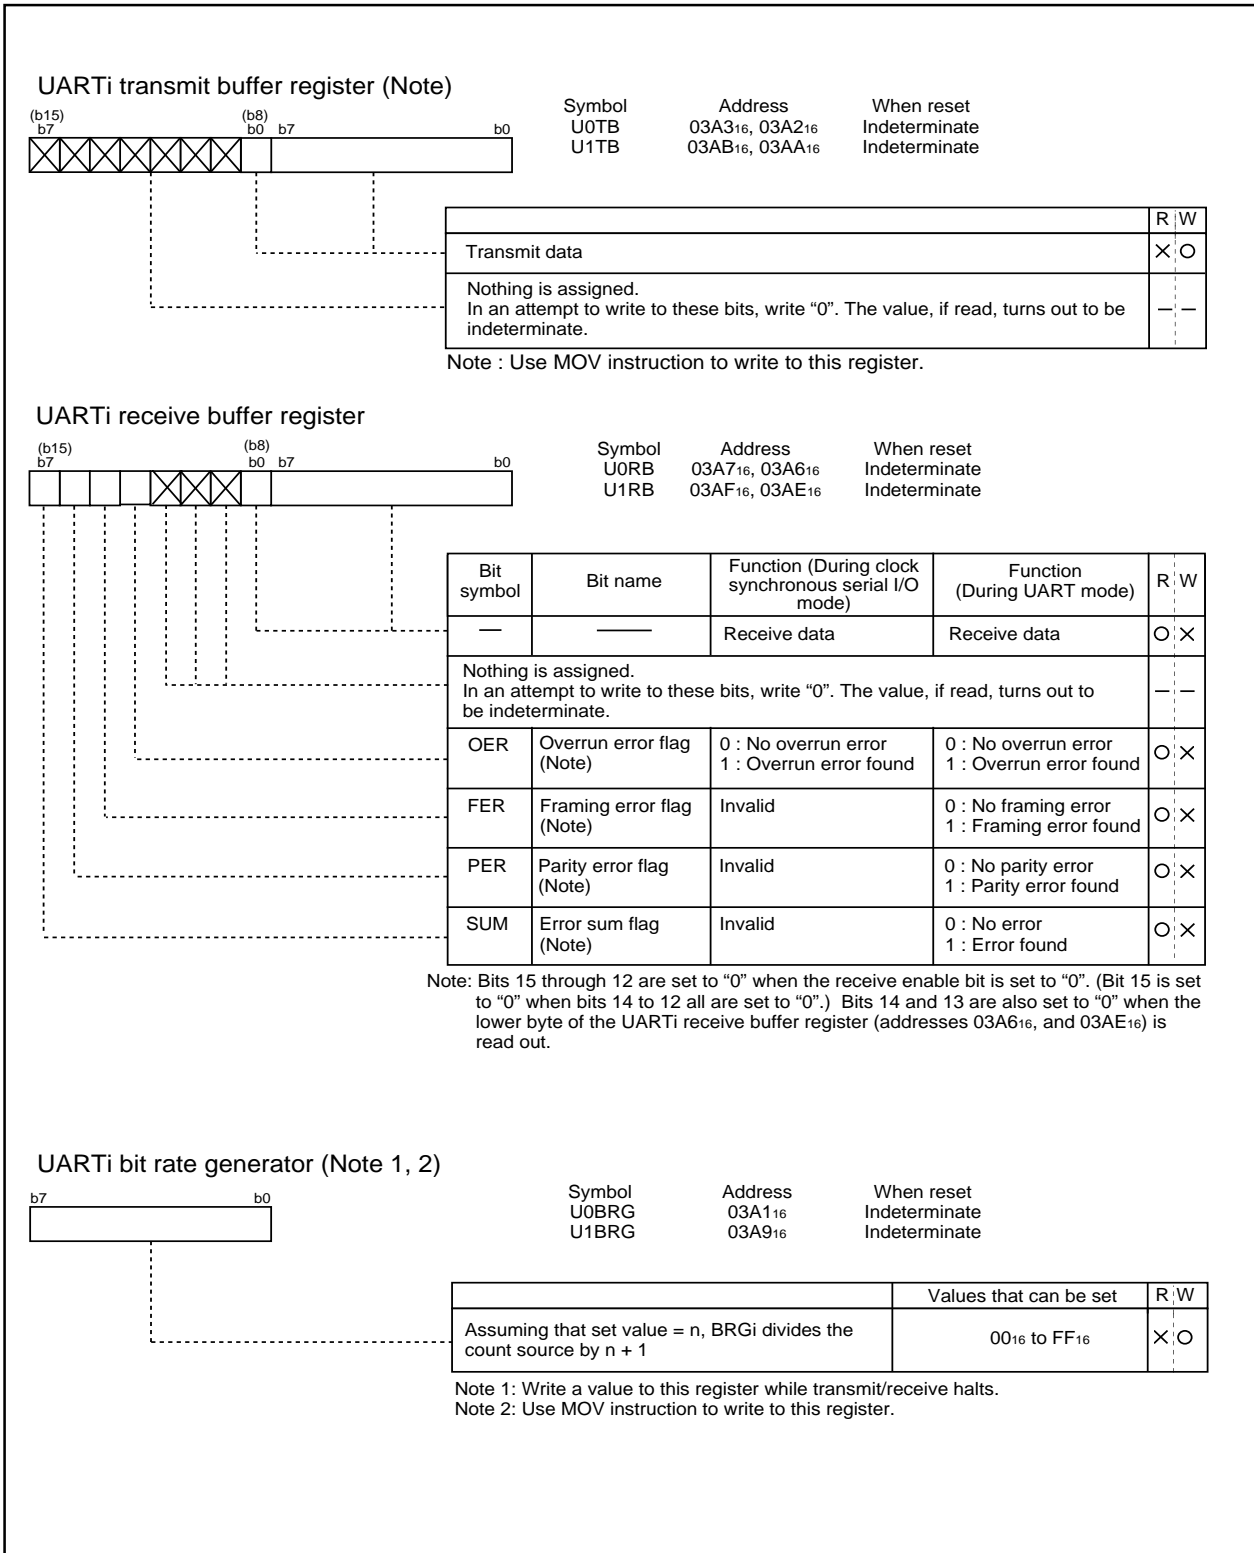 UARTi transmit buffer register (Note)
(b15) (b8)
b7 b0 b7 b0
Symbol Address When reset
U0TB 03A3₁₆, 03A2₁₆ Indeterminate
U1TB 03AB₁₆, 03AA₁₆ Indeterminate
R W
Transmit data X O
Nothing is assigned.
In an attempt to write to these bits, write “0”. The value, if read, turns out to be
indeterminate. — —
Note : Use MOV instruction to write to this register.
UARTi receive buffer register
(b15) (b8)
b7 b0 b7 b0
Symbol Address When reset
U0RB 03A7₁₆, 03A6₁₆ Indeterminate
U1RB 03AF₁₆, 03AE₁₆ Indeterminate
Bit Function (During clock Function
symbol Bit name synchronous serial I/O (During UART mode) R W
mode)
— — Receive data Receive data O X
Nothing is assigned.
In an attempt to write to these bits, write “0”. The value, if read, turns out to
be indeterminate. — —
OER Overrun error flag 0 : No overrun error 0 : No overrun error O X
(Note) 1 : Overrun error found 1 : Overrun error found
FER Framing error flag Invalid 0 : No framing error O X
(Note) 1 : Framing error found
PER Parity error flag Invalid 0 : No parity error O X
(Note) 1 : Parity error found
SUM Error sum flag Invalid 0 : No error O X
(Note) 1 : Error found
Note: Bits 15 through 12 are set to “0” when the receive enable bit is set to “0”. (Bit 15 is set
to “0” when bits 14 to 12 all are set to “0”.) Bits 14 and 13 are also set to “0” when the
lower byte of the UARTi receive buffer register (addresses 03A6₁₆, and 03AE₁₆) is
read out.
UARTi bit rate generator (Note 1, 2)
b7 b0
Symbol Address When reset
U0BRG 03A1₁₆ Indeterminate
U1BRG 03A9₁₆ Indeterminate
Values that can be set R W
Assuming that set value = n, BRGi divides the
count source by n + 1 00₁₆ to FF₁₆ X O
Note 1: Write a value to this register while transmit/receive halts.
Note 2: Use MOV instruction to write to this register.